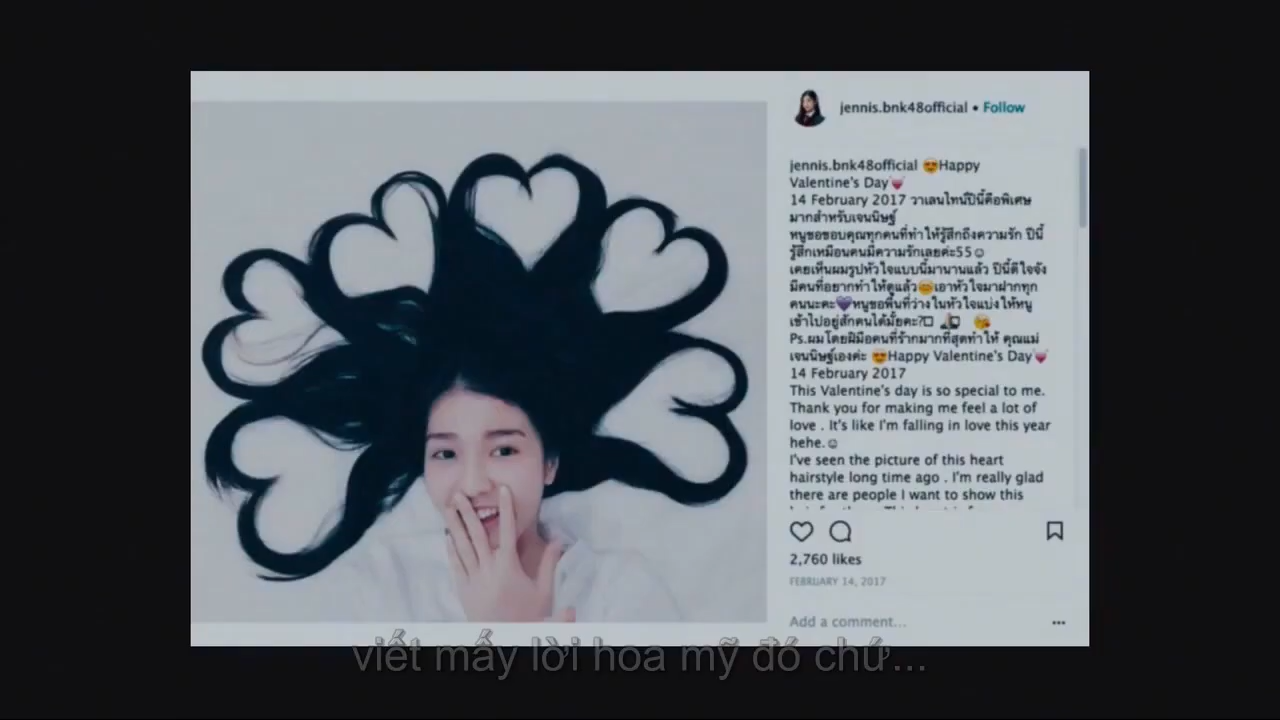 jennis.bnk48official • Follow
jennis.bnk48official 😍Happy
Valentine's Day💓
14 February 2017 วาเลนไทน์ปีนี้คือพิเศษ
มากสำหรับเจนนิษฐ์
หนูขอขอบคุณทุกคนที่ทำให้รู้สึกถึงความรัก ปีนี้
รู้สึกเหมือนคนมีความรักเลยค่ะ55☺
เคยเห็นผมรูปหัวใจแบบนี้มานานแล้ว ปีนี้ดีใจจัง
มีคนที่อยากทำให้ดูแล้ว😊เอาหัวใจมาฝากทุก
คนนะคะ💜หนูขอพื้นที่ว่างในหัวใจแบ่งให้หนู
เข้าไปอยู่สักคนได้มั้ยคะ?
Ps.ผมโดยฝีมือคนที่ร้ากมากที่สุดทำให้ คุณแม่
เจนนิษฐ์เองค่ะ 😍Happy Valentine's Day💓
14 February 2017
This Valentine's day is so special to me.
Thank you for making me feel a lot of
love . It's like I'm falling in love this year
hehe.☺
I've seen the picture of this heart
hairstyle long time ago . I'm really glad
there are people I want to show this
2,760 likes
FEBRUARY 14, 2017
Add a comment...
viết mấy lời hoa mỹ đó chứ...